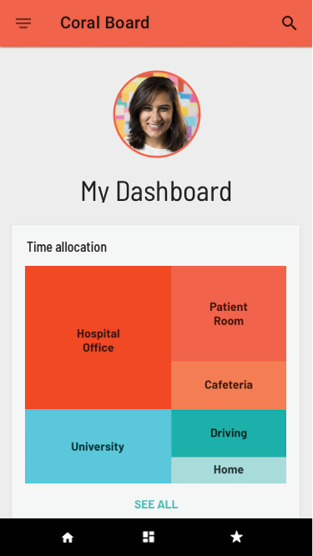 Coral Board
My Dashboard
Time allocation
Hospital
Office
Patient
Room
Cafeteria
University
Driving
Home
SEE ALL